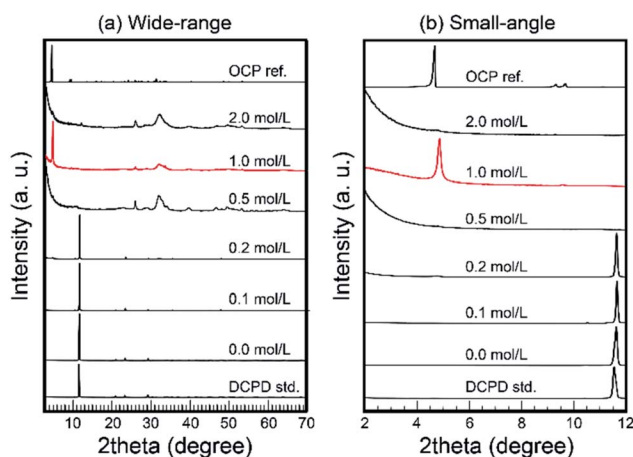 (a) Wide-range
(b) Small-angle
Intensity (a. u.)
OCP ref.
2.0 mol/L
1.0 mol/L
0.5 mol/L
0.2 mol/L
0.1 mol/L
0.0 mol/L
DCPD std.
0 10 20 30 40 50 60 70
2theta (degree)
Intensity (a. u.)
OCP ref.
2.0 mol/L
1.0 mol/L
0.5 mol/L
0.2 mol/L
0.1 mol/L
0.0 mol/L
DCPD std.
2 4 6 8 10 12
2theta (degree)